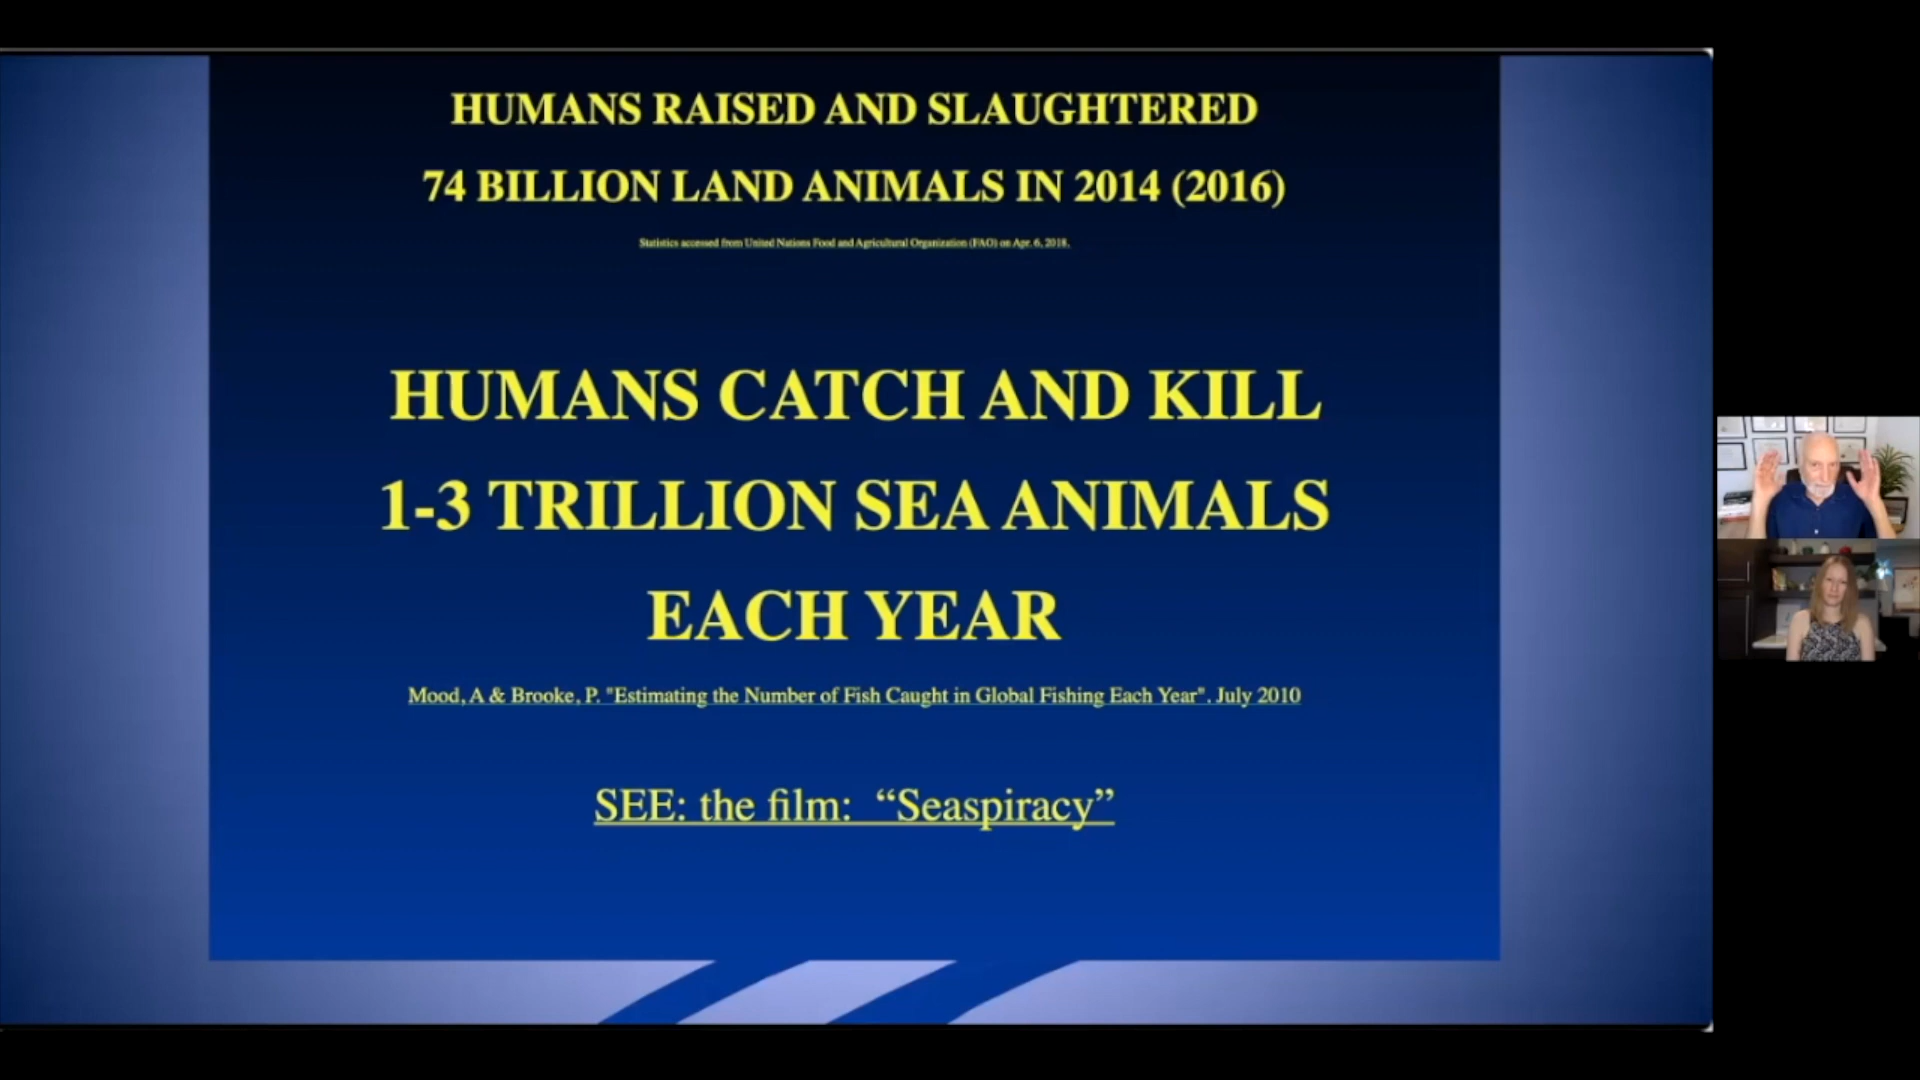 HUMANS RAISED AND SLAUGHTERED
74 BILLION LAND ANIMALS IN 2014 (2016)
Statistics accessed from United Nations Food and Agricultural Organization (FAO) on Apr. 6, 2018.
HUMANS CATCH AND KILL
1-3 TRILLION SEA ANIMALS
EACH YEAR
Mood, A & Brooke, P. "Estimating the Number of Fish Caught in Global Fishing Each Year". July 2010
SEE: the film: “Seaspiracy”